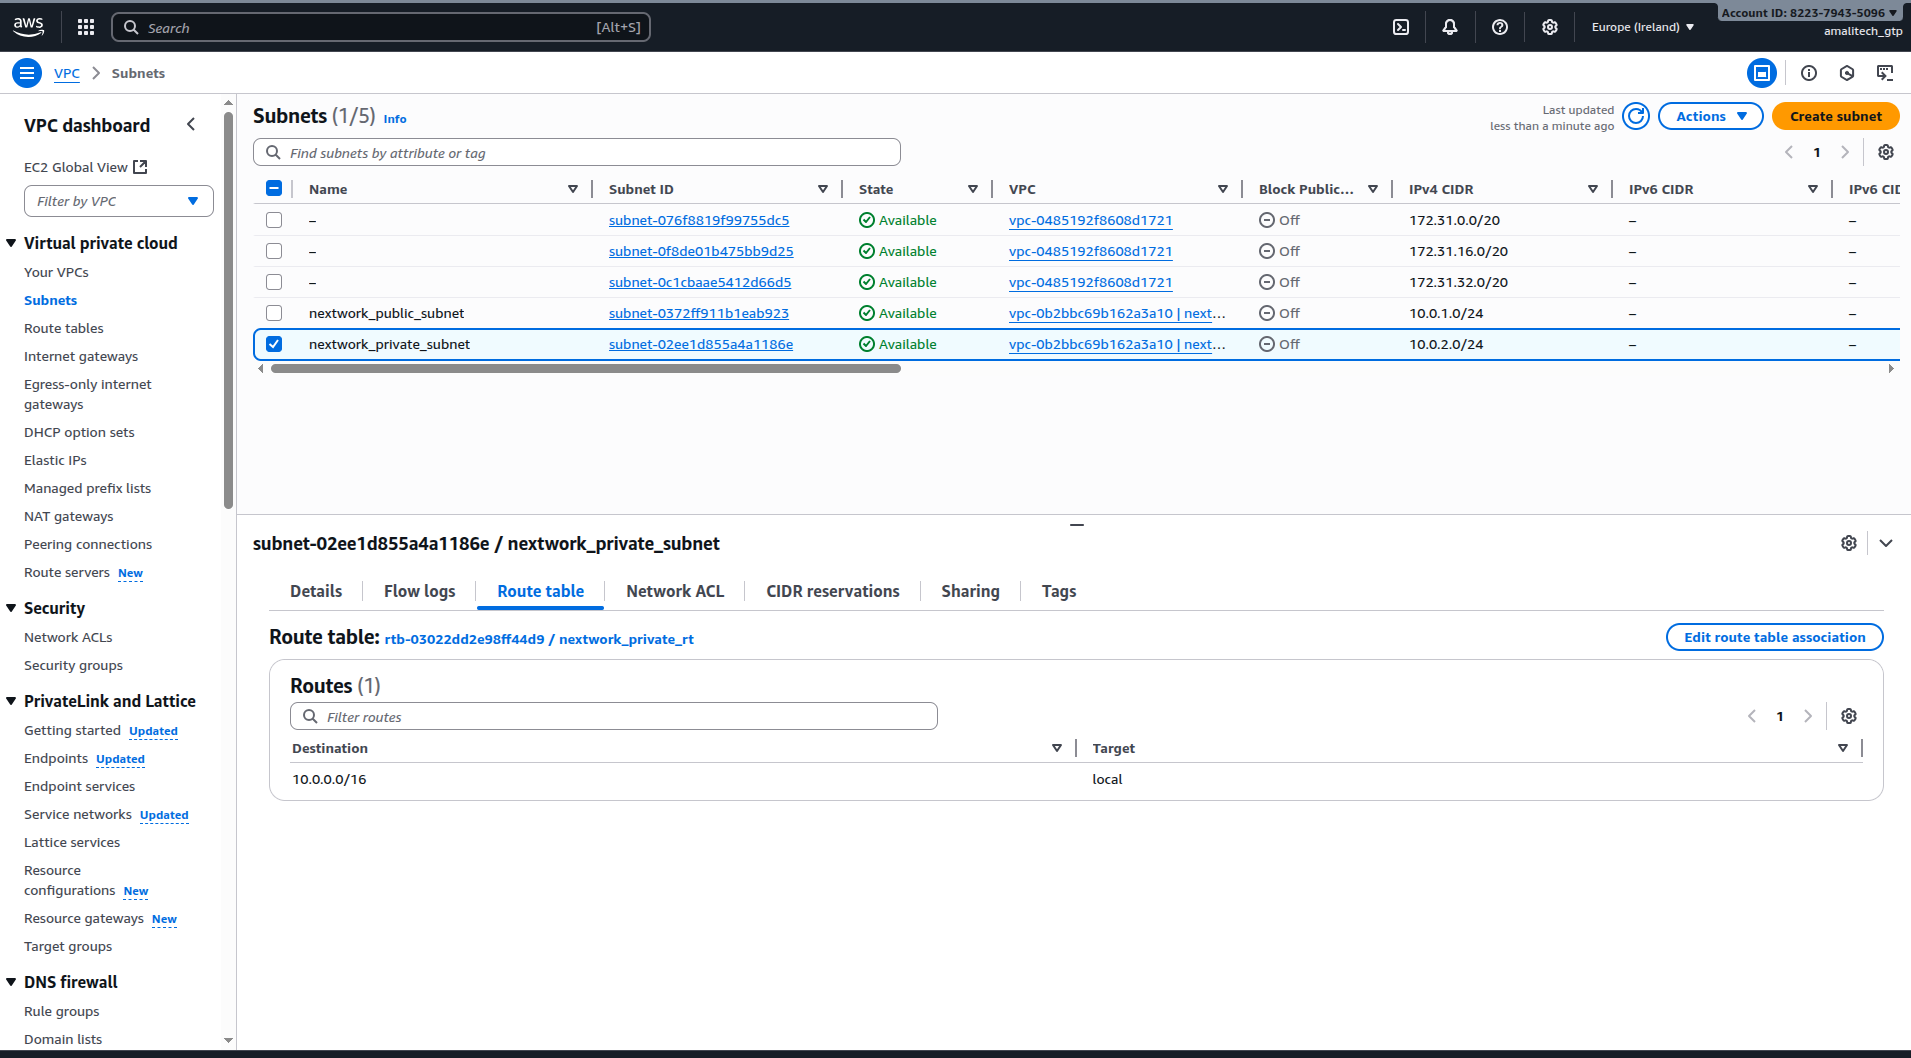 aws
Search [Alt+S]
Europe (Ireland)
Account ID: 8223-7943-5096
amalitech_gtp
VPC
Subnets
VPC dashboard
EC2 Global View
Filter by VPC
Virtual private cloud
Your VPCs
Subnets
Route tables
Internet gateways
Egress-only internet
gateways
DHCP option sets
Elastic IPs
Managed prefix lists
NAT gateways
Peering connections
Route servers New
Security
Network ACLs
Security groups
PrivateLink and Lattice
Getting started Updated
Endpoints Updated
Endpoint services
Service networks Updated
Lattice services
Resource
configurations New
Resource gateways New
Target groups
DNS firewall
Rule groups
Domain lists
Subnets (1/5) Info
Last updated
less than a minute ago
Actions
Create subnet
Find subnets by attribute or tag
1
Name Subnet ID State VPC Block Public... IPv4 CIDR IPv6 CIDR IPv6 CID
– subnet-076f8819f99755dc5 Available vpc-0485192f8608d1721 Off 172.31.0.0/20 – –
– subnet-0f8de01b475bb9d25 Available vpc-0485192f8608d1721 Off 172.31.16.0/20 – –
– subnet-0c1cbaae5412d66d5 Available vpc-0485192f8608d1721 Off 172.31.32.0/20 – –
nextwork_public_subnet subnet-0372ff911b1eab923 Available vpc-0b2bbc69b162a3a10 | next... Off 10.0.1.0/24 – –
nextwork_private_subnet subnet-02ee1d855a4a1186e Available vpc-0b2bbc69b162a3a10 | next... Off 10.0.2.0/24 – –
subnet-02ee1d855a4a1186e / nextwork_private_subnet
Details Flow logs Route table Network ACL CIDR reservations Sharing Tags
Route table: rtb-03022dd2e98ff44d9 / nextwork_private_rt
Edit route table association
Routes (1)
Filter routes
1
Destination Target
10.0.0.0/16 local